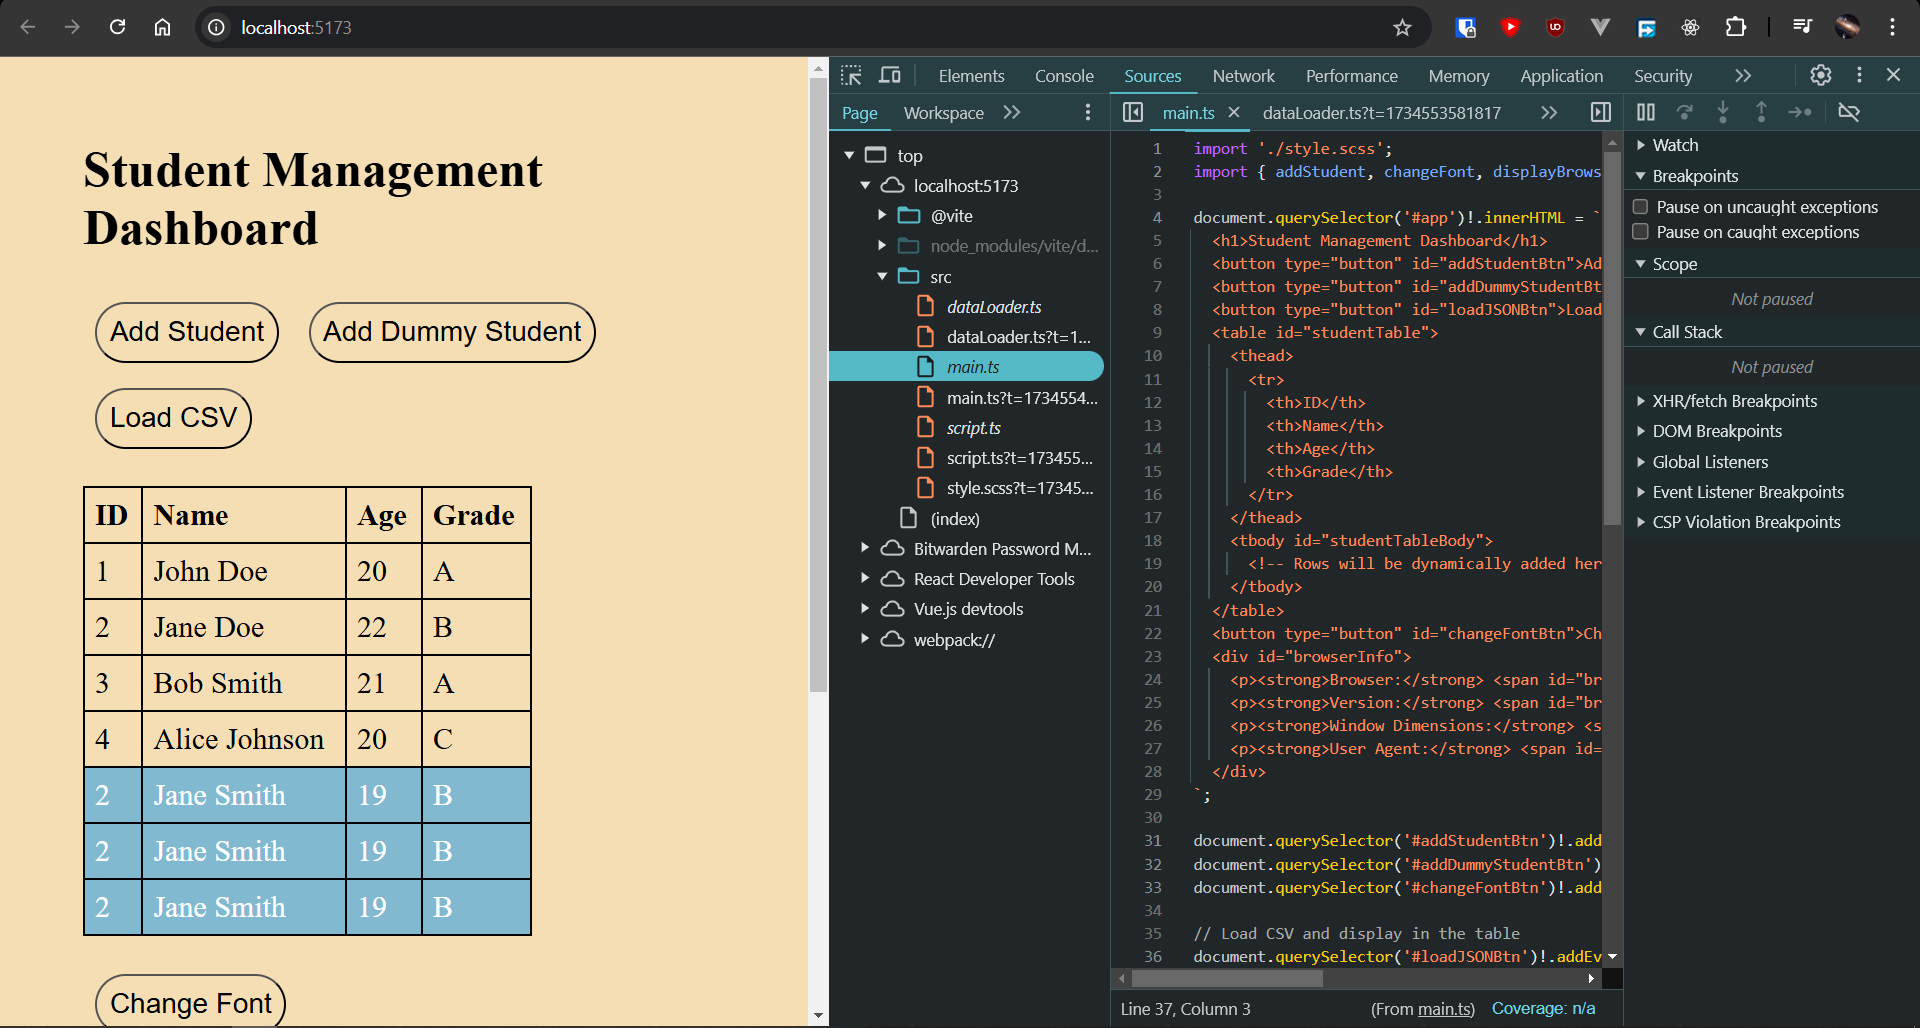 localhost:5173
Student Management
Dashboard
Add Student
Add Dummy Student
Load CSV
ID Name Age Grade
1 John Doe 20 A
2 Jane Doe 22 B
3 Bob Smith 21 A
4 Alice Johnson 20 C
2 Jane Smith 19 B
2 Jane Smith 19 B
2 Jane Smith 19 B
Change Font
Elements Console Sources Network Performance Memory Application Security
Page Workspace
top
localhost:5173
@vite
node_modules/vite/d...
src
dataLoader.ts
dataLoader.ts?t=1...
main.ts
main.ts?t=1734554...
script.ts
script.ts?t=173455...
style.scss?t=17345...
(index)
Bitwarden Password M...
React Developer Tools
Vue.js devtools
webpack://
main.ts dataLoader.ts?t=1734553581817
1 import './style.scss';
2 import { addStudent, changeFont, displayBrows
3
4 document.querySelector('#app')!.innerHTML = `
5 <h1>Student Management Dashboard</h1>
6 <button type="button" id="addStudentBtn">Ad
7 <button type="button" id="addDummyStudentBt
8 <button type="button" id="loadJSONBtn">Load
9 <table id="studentTable">
10 <thead>
11 <tr>
12 <th>ID</th>
13 <th>Name</th>
14 <th>Age</th>
15 <th>Grade</th>
16 </tr>
17 </thead>
18 <tbody id="studentTableBody">
19 <!-- Rows will be dynamically added her
20 </tbody>
21 </table>
22 <button type="button" id="changeFontBtn">Ch
23 <div id="browserInfo">
24 <p><strong>Browser:</strong> <span id="br
25 <p><strong>Version:</strong> <span id="br
26 <p><strong>Window Dimensions:</strong> <s
27 <p><strong>User Agent:</strong> <span id=
28 </div>
29 `;
30
31 document.querySelector('#addStudentBtn')!.add
32 document.querySelector('#addDummyStudentBtn')
33 document.querySelector('#changeFontBtn')!.add
34
35 // Load CSV and display in the table
36 document.querySelector('#loadJSONBtn')!.addEv
Line 37, Column 3 (From main.ts) Coverage: n/a
Watch
Breakpoints
Pause on uncaught exceptions
Pause on caught exceptions
Scope
Not paused
Call Stack
Not paused
XHR/fetch Breakpoints
DOM Breakpoints
Global Listeners
Event Listener Breakpoints
CSP Violation Breakpoints